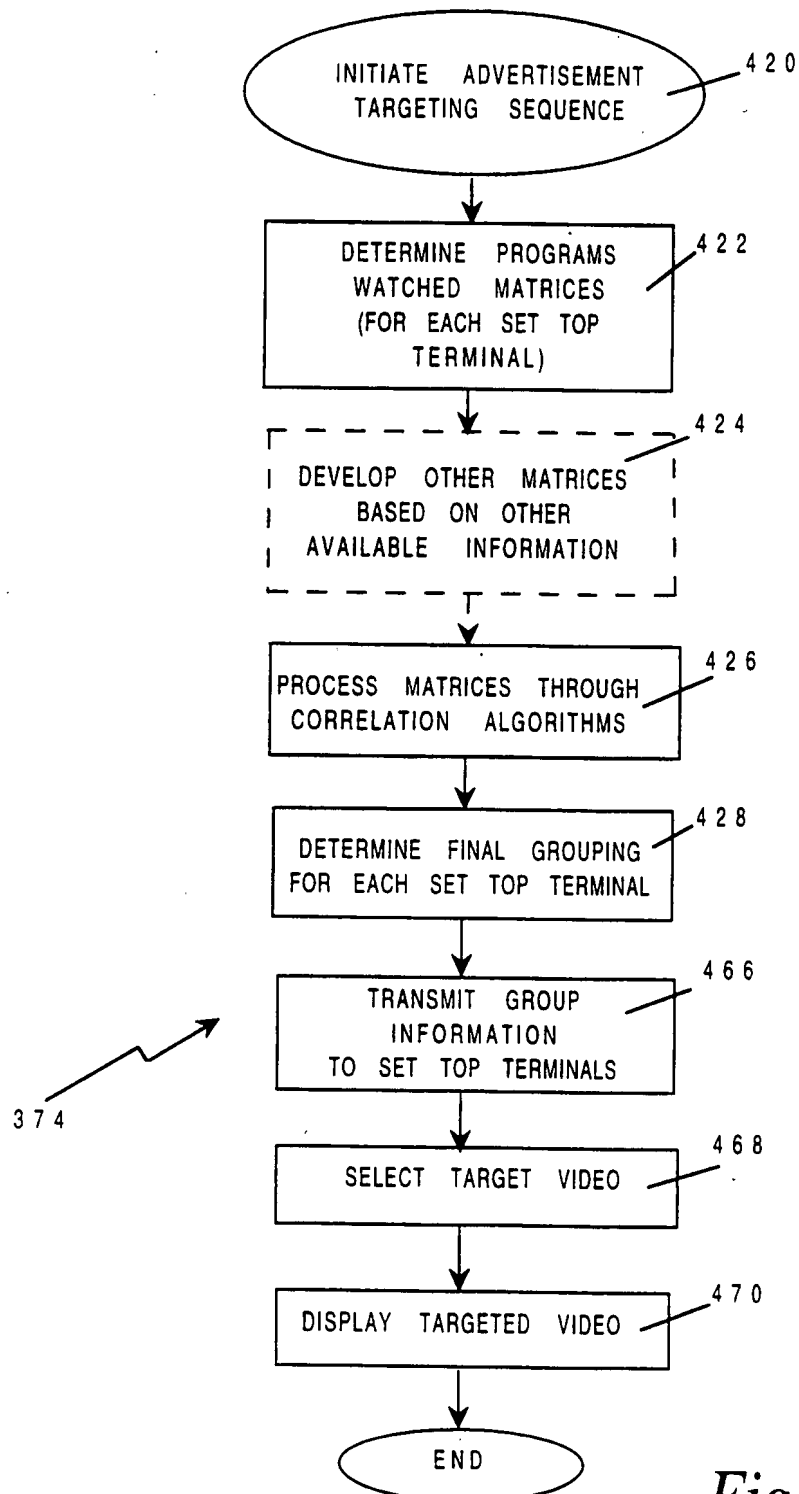 INITIATE ADVERTISEMENT
TARGETING SEQUENCE
420
DETERMINE PROGRAMS
WATCHED MATRICES
(FOR EACH SET TOP
TERMINAL)
422
DEVELOP OTHER MATRICES
BASED ON OTHER
AVAILABLE INFORMATION
424
PROCESS MATRICES THROUGH
CORRELATION ALGORITHMS
426
DETERMINE FINAL GROUPING
FOR EACH SET TOP TERMINAL
428
TRANSMIT GROUP
INFORMATION
TO SET TOP TERMINALS
466
374
SELECT TARGET VIDEO
468
DISPLAY TARGETED VIDEO
470
END
Fig